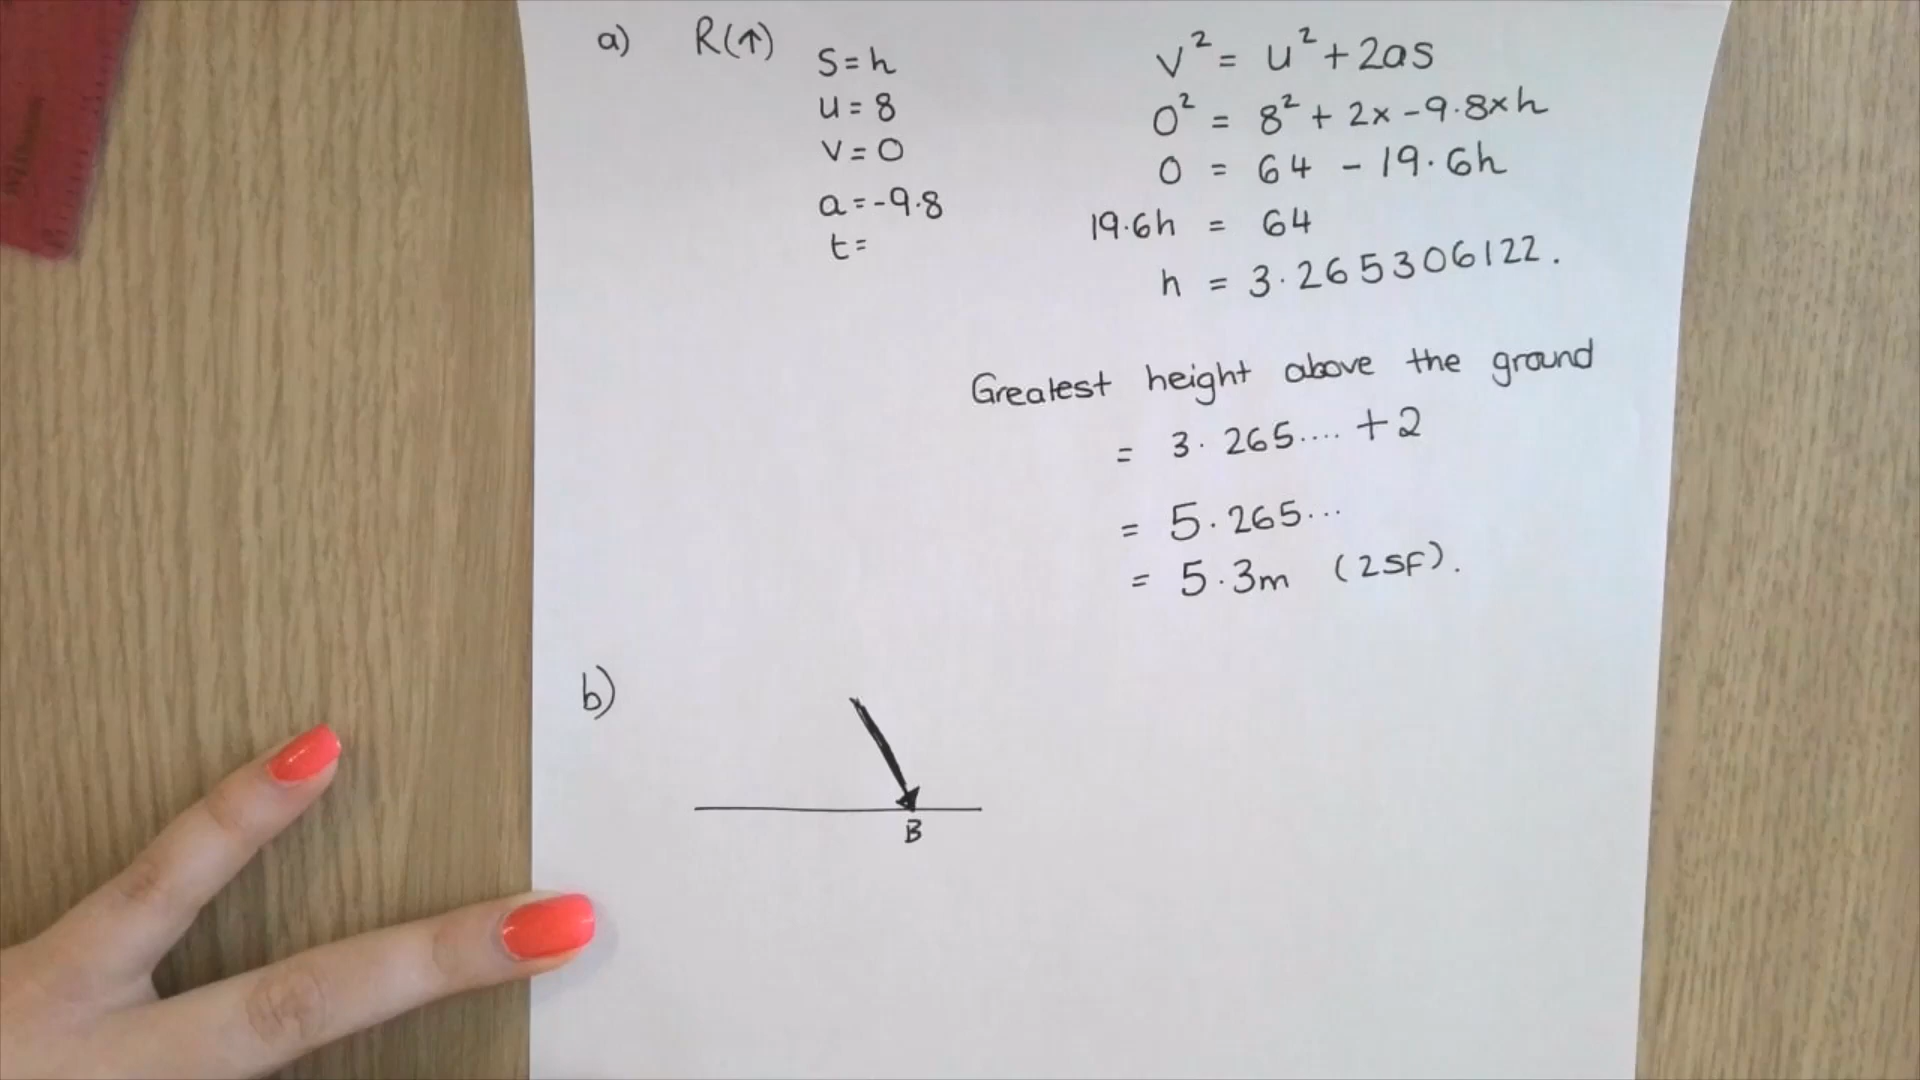 a) R(↑)
s = h
u = 8
v = 0
a = -9.8
t =
v² = u² + 2as
0² = 8² + 2x -9.8xh
0 = 64 - 19.6h
19.6h = 64
h = 3.265306122.
Greatest height above the ground
= 3.265.... +2
= 5.265...
= 5.3m (2SF).
b)
B